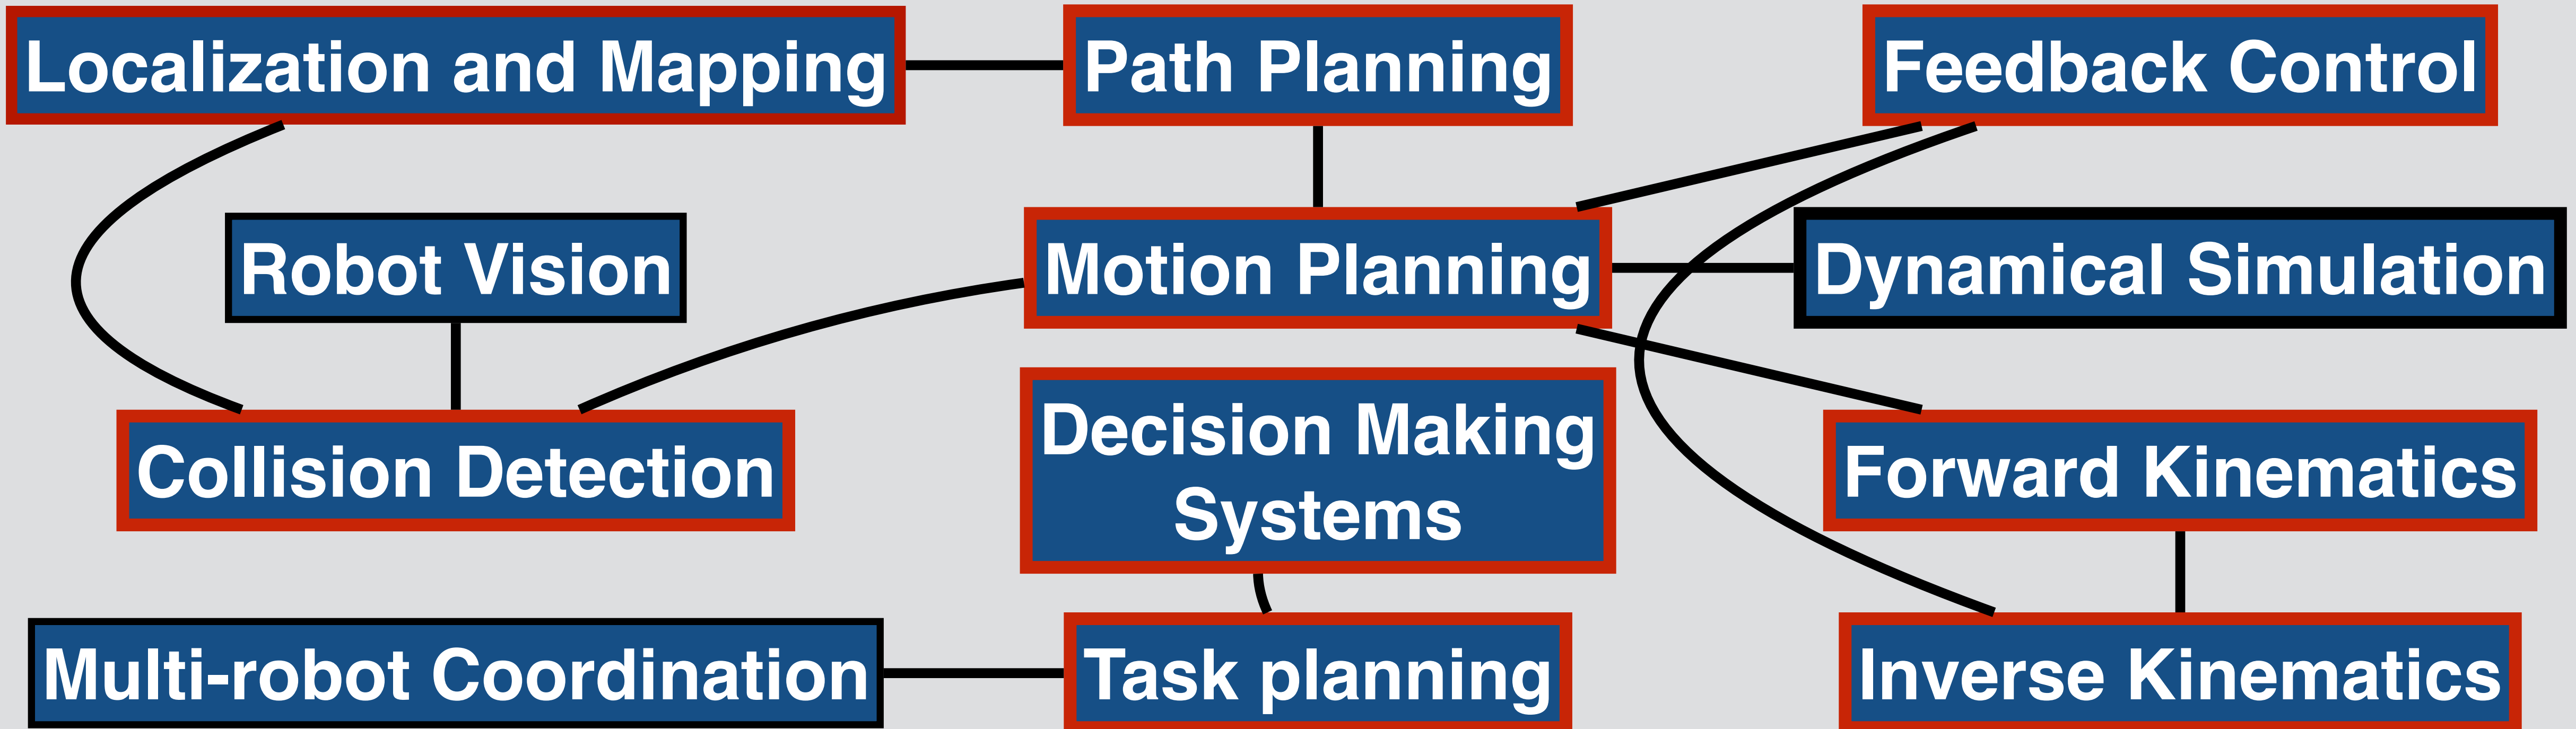 Localization and Mapping
Path Planning
Feedback Control
Robot Vision
Motion Planning
Dynamical Simulation
Collision Detection
Decision Making
Systems
Forward Kinematics
Multi-robot Coordination
Task planning
Inverse Kinematics